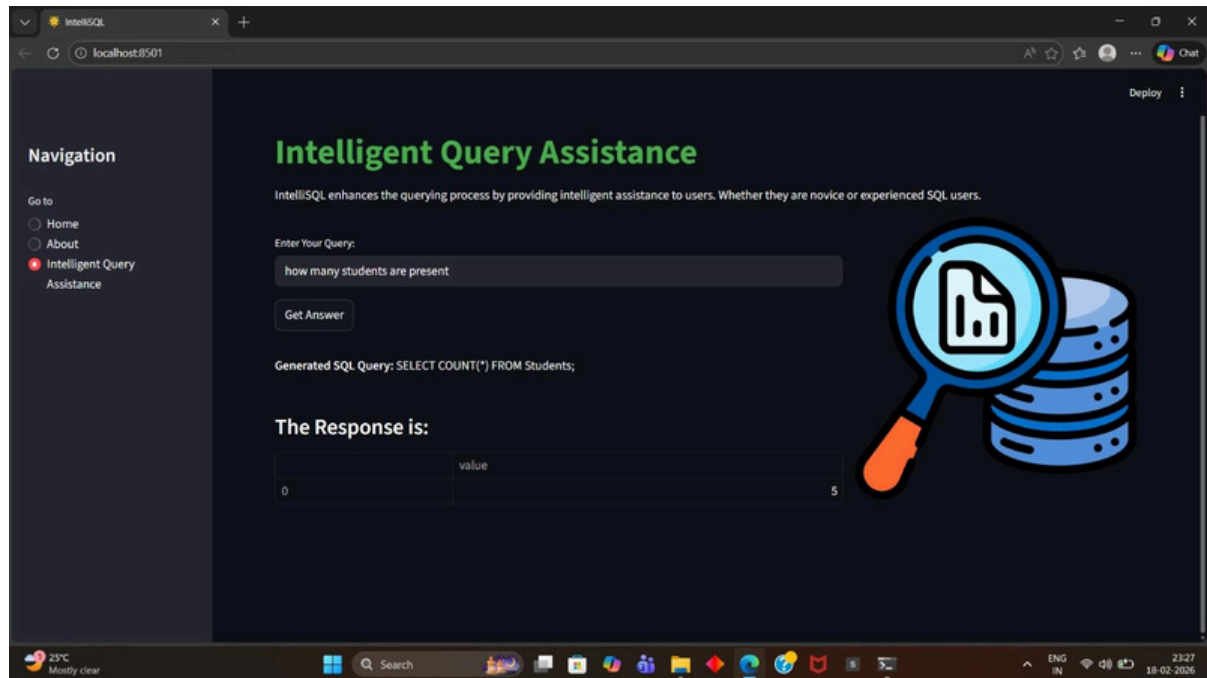 IntelliSQL
localhost:8501
Chat
Deploy
Navigation
Go to
Home
About
Intelligent Query
Assistance
Intelligent Query Assistance
IntelliSQL enhances the querying process by providing intelligent assistance to users. Whether they are novice or experienced SQL users.
Enter Your Query:
how many students are present
Get Answer
Generated SQL Query: SELECT COUNT(*) FROM Students;
The Response is:
value
0 5
1
25°C
Mostly clear
Search
ENG
IN
23:27
18-02-2026